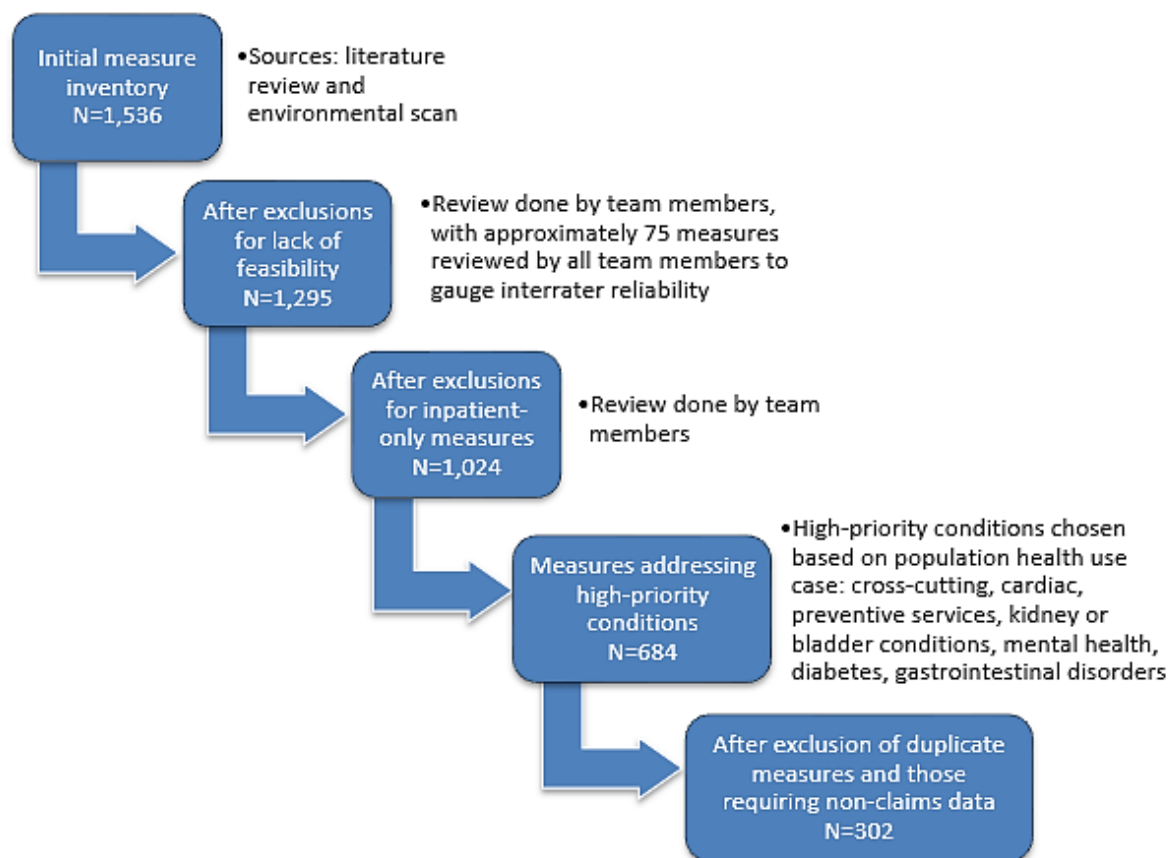 Initial measure
inventory
N=1,536
•Sources: literature
review and
environmental scan
After exclusions
for lack of
feasibility
N=1,295
•Review done by team members,
with approximately 75 measures
reviewed by all team members to
gauge interrater reliability
After exclusions
for inpatient-
only measures
N=1,024
•Review done by team
members
Measures addressing
high-priority
conditions
N=684
•High-priority conditions chosen
based on population health use
case: cross-cutting, cardiac,
preventive services, kidney or
bladder conditions, mental health,
diabetes, gastrointestinal disorders
After exclusion of duplicate
measures and those
requiring non-claims data
N=302